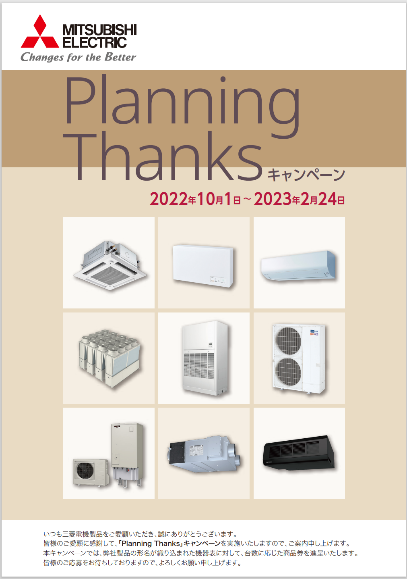 MITSUBISHI
ELECTRIC
Changes for the Better
Planning
Thanks キャンペーン
2022年10月1日～2023年2月24日
いつも三菱電機製品をご愛顧いただき、誠にありがとうございます。
皆様のご愛顧に感謝して、「Planning Thanks」キャンペーンを実施いたしますので、ご案内申し上げます。
本キャンペーンでは、弊社製品の形名が織り込まれた機器表に対して、台数に応じた商品券を進呈いたします。
皆様のご応募をお待ちしておりますので、よろしくお願い申し上げます。